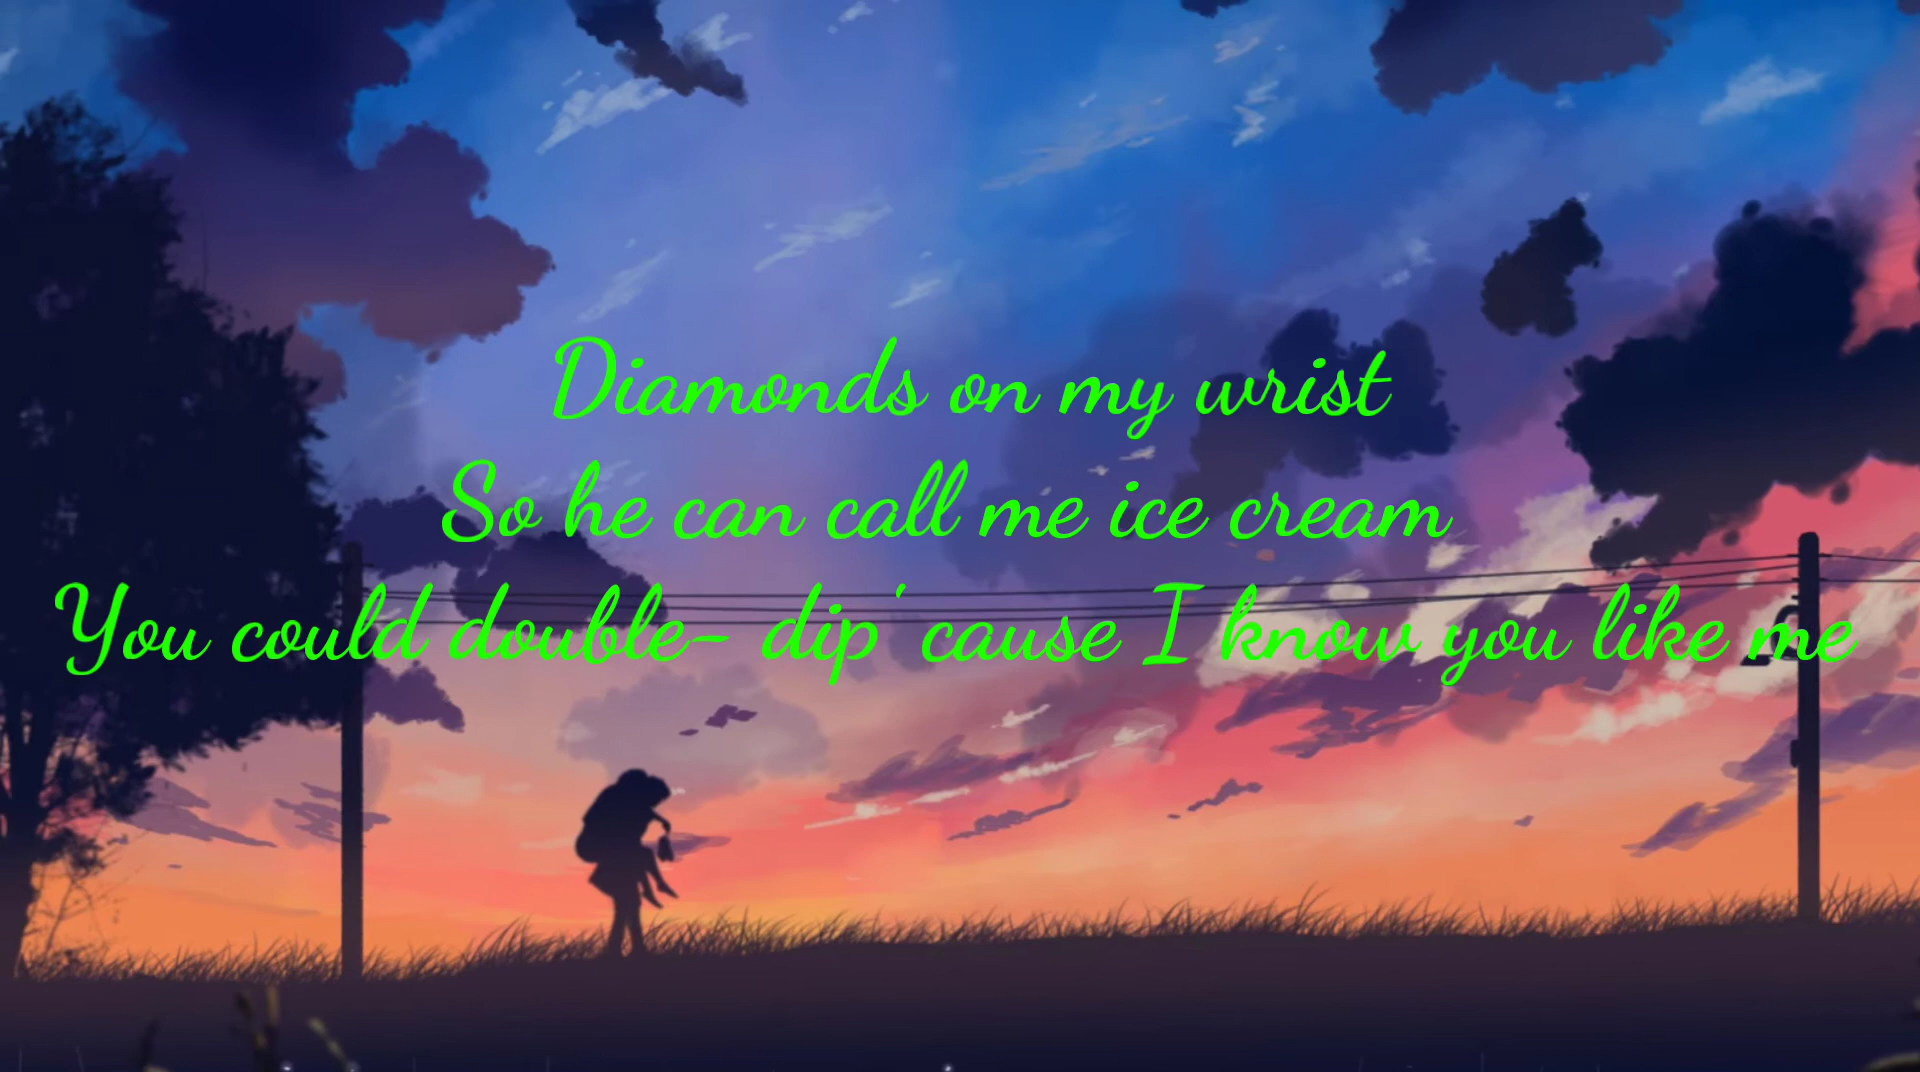 Diamonds on my wrist
So he can call me ice cream
You could double- dip ' cause I know you like me